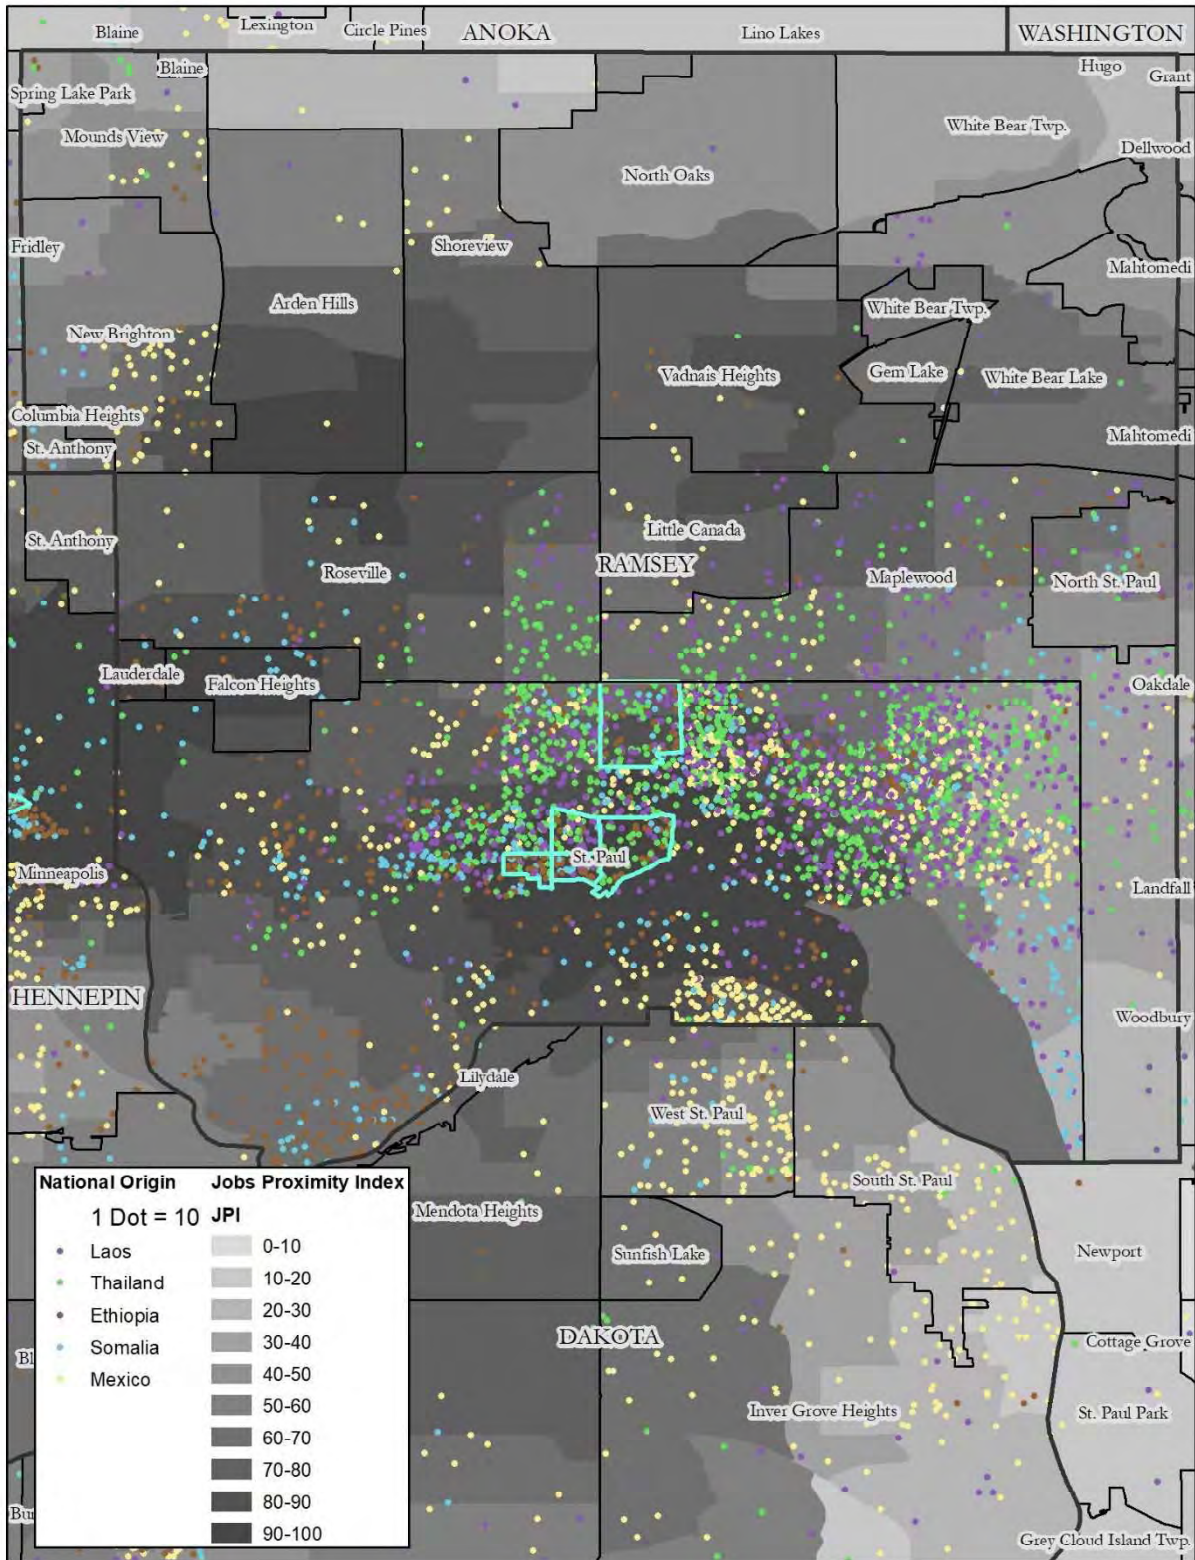 Blaine
Lexington
Circle Pines
ANOKA
Lino Lakes
WASHINGTON
Blaine
Hugo
Grant
Spring Lake Park
Mounds View
White Bear Twp.
Dellwood
North Oaks
Fridley
Shoreview
Mahtomedi
Arden Hills
White Bear Twp.
New Brighton
Vadnais Heights
Gem Lake
White Bear Lake
Columbia Heights
Mahtomedi
St. Anthony
St. Anthony
Little Canada
RAMSEY
Roseville
Maplewood
North St. Paul
Lauderdale
Falcon Heights
Oakdale
St. Paul
Minneapolis
Landfall
HENNEPIN
Woodbury
Lilydale
West St. Paul
South St. Paul
Mendota Heights
Sunfish Lake
Newport
DAKOTA
Cottage Grove
Inver Grove Heights
St. Paul Park
Grey Cloud Island Twp.
Bl
Bu
National Origin
1 Dot = 10
Laos
Thailand
Ethiopia
Somalia
Mexico
Jobs Proximity Index
JPI
0-10
10-20
20-30
30-40
40-50
50-60
60-70
70-80
80-90
90-100